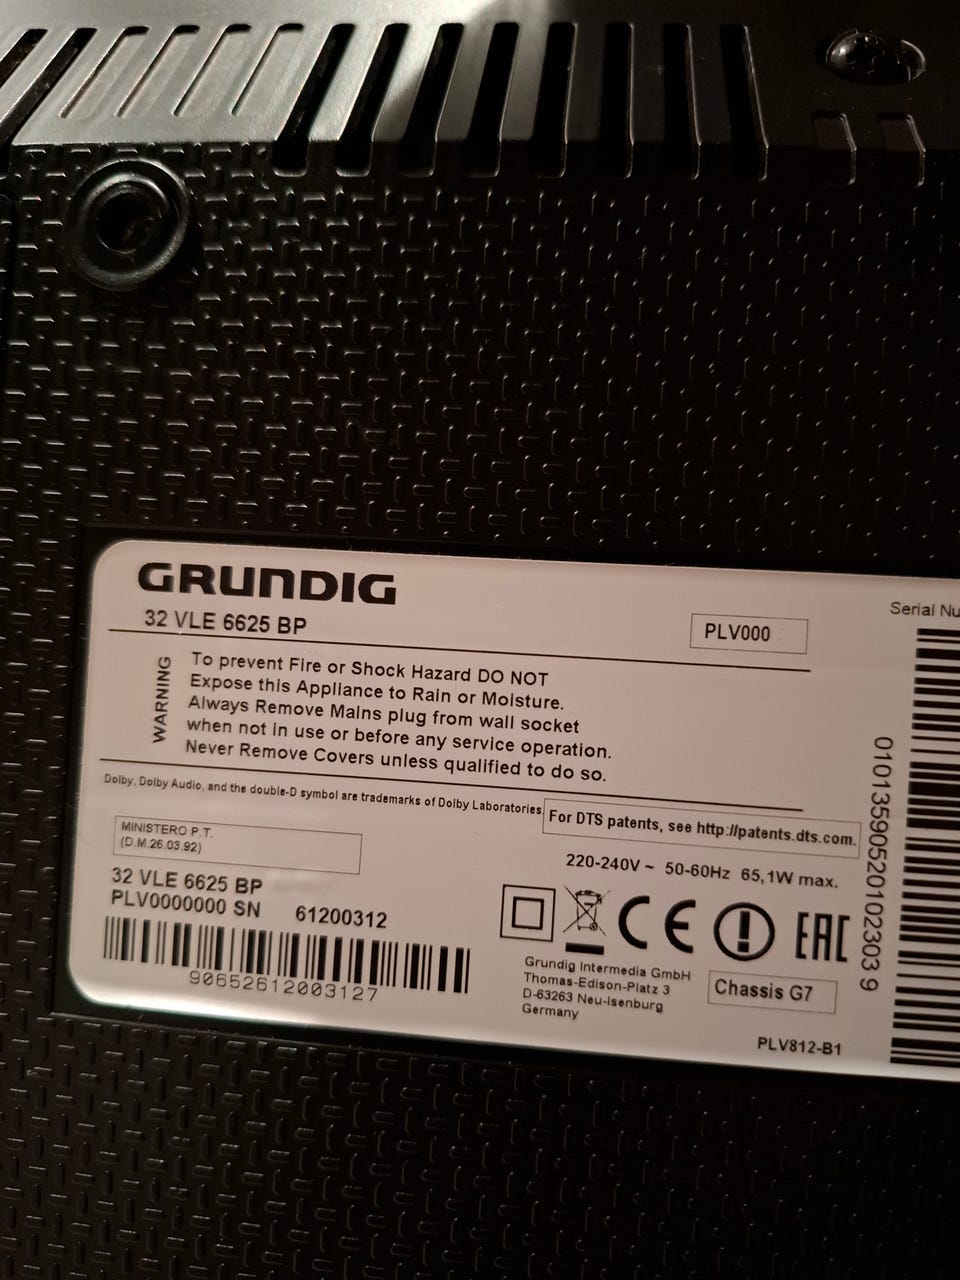 GRUNDIG
32 VLE 6625 BP
PLV000
Serial Nu
WARNING
To prevent Fire or Shock Hazard DO NOT
Expose this Appliance to Rain or Moisture.
Always Remove Mains plug from wall socket
when not in use or before any service operation.
Never Remove Covers unless qualified to do so.
Dolby, Dolby Audio, and the double-D symbol are trademarks of Dolby Laboratories.
For DTS patents, see http://patents.dts.com.
MINISTERO P.T.
(D.M.26.03.92)
220-240V ~ 50-60Hz 65,1W max.
32 VLE 6625 BP
PLV0000000 SN 61200312
90652612003127
CE
EAC
Grundig Intermedia GmbH
Thomas-Edison-Platz 3
D-63263 Neu-Isenburg
Germany
Chassis G7
PLV812-B1
010135905201023039